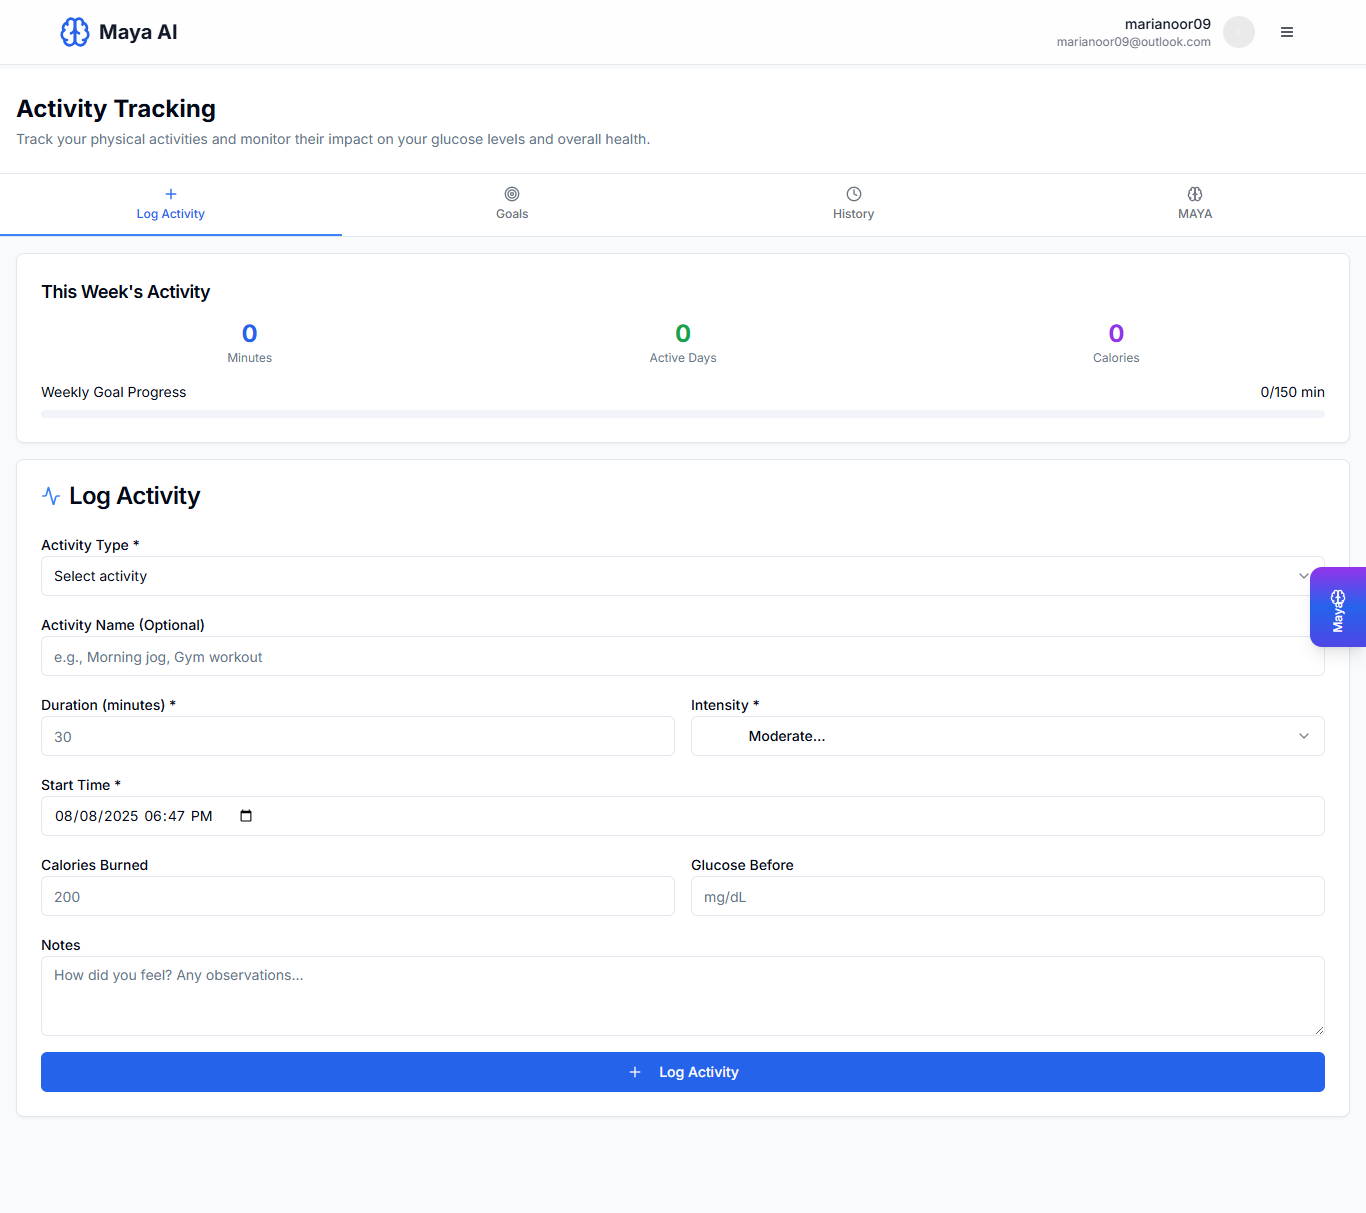 Maya AI
marianoor09
marianoor09@outlook.com
Activity Tracking
Track your physical activities and monitor their impact on your glucose levels and overall health.
Log Activity
Goals
History
MAYA
This Week's Activity
0
Minutes
0
Active Days
0
Calories
Weekly Goal Progress
0/150 min
Log Activity
Activity Type *
Select activity
Activity Name (Optional)
e.g., Morning jog, Gym workout
Maya
Duration (minutes) *
30
Intensity *
Moderate...
Start Time *
08/08/2025 06:47 PM
Calories Burned
200
Glucose Before
mg/dL
Notes
How did you feel? Any observations...
Log Activity